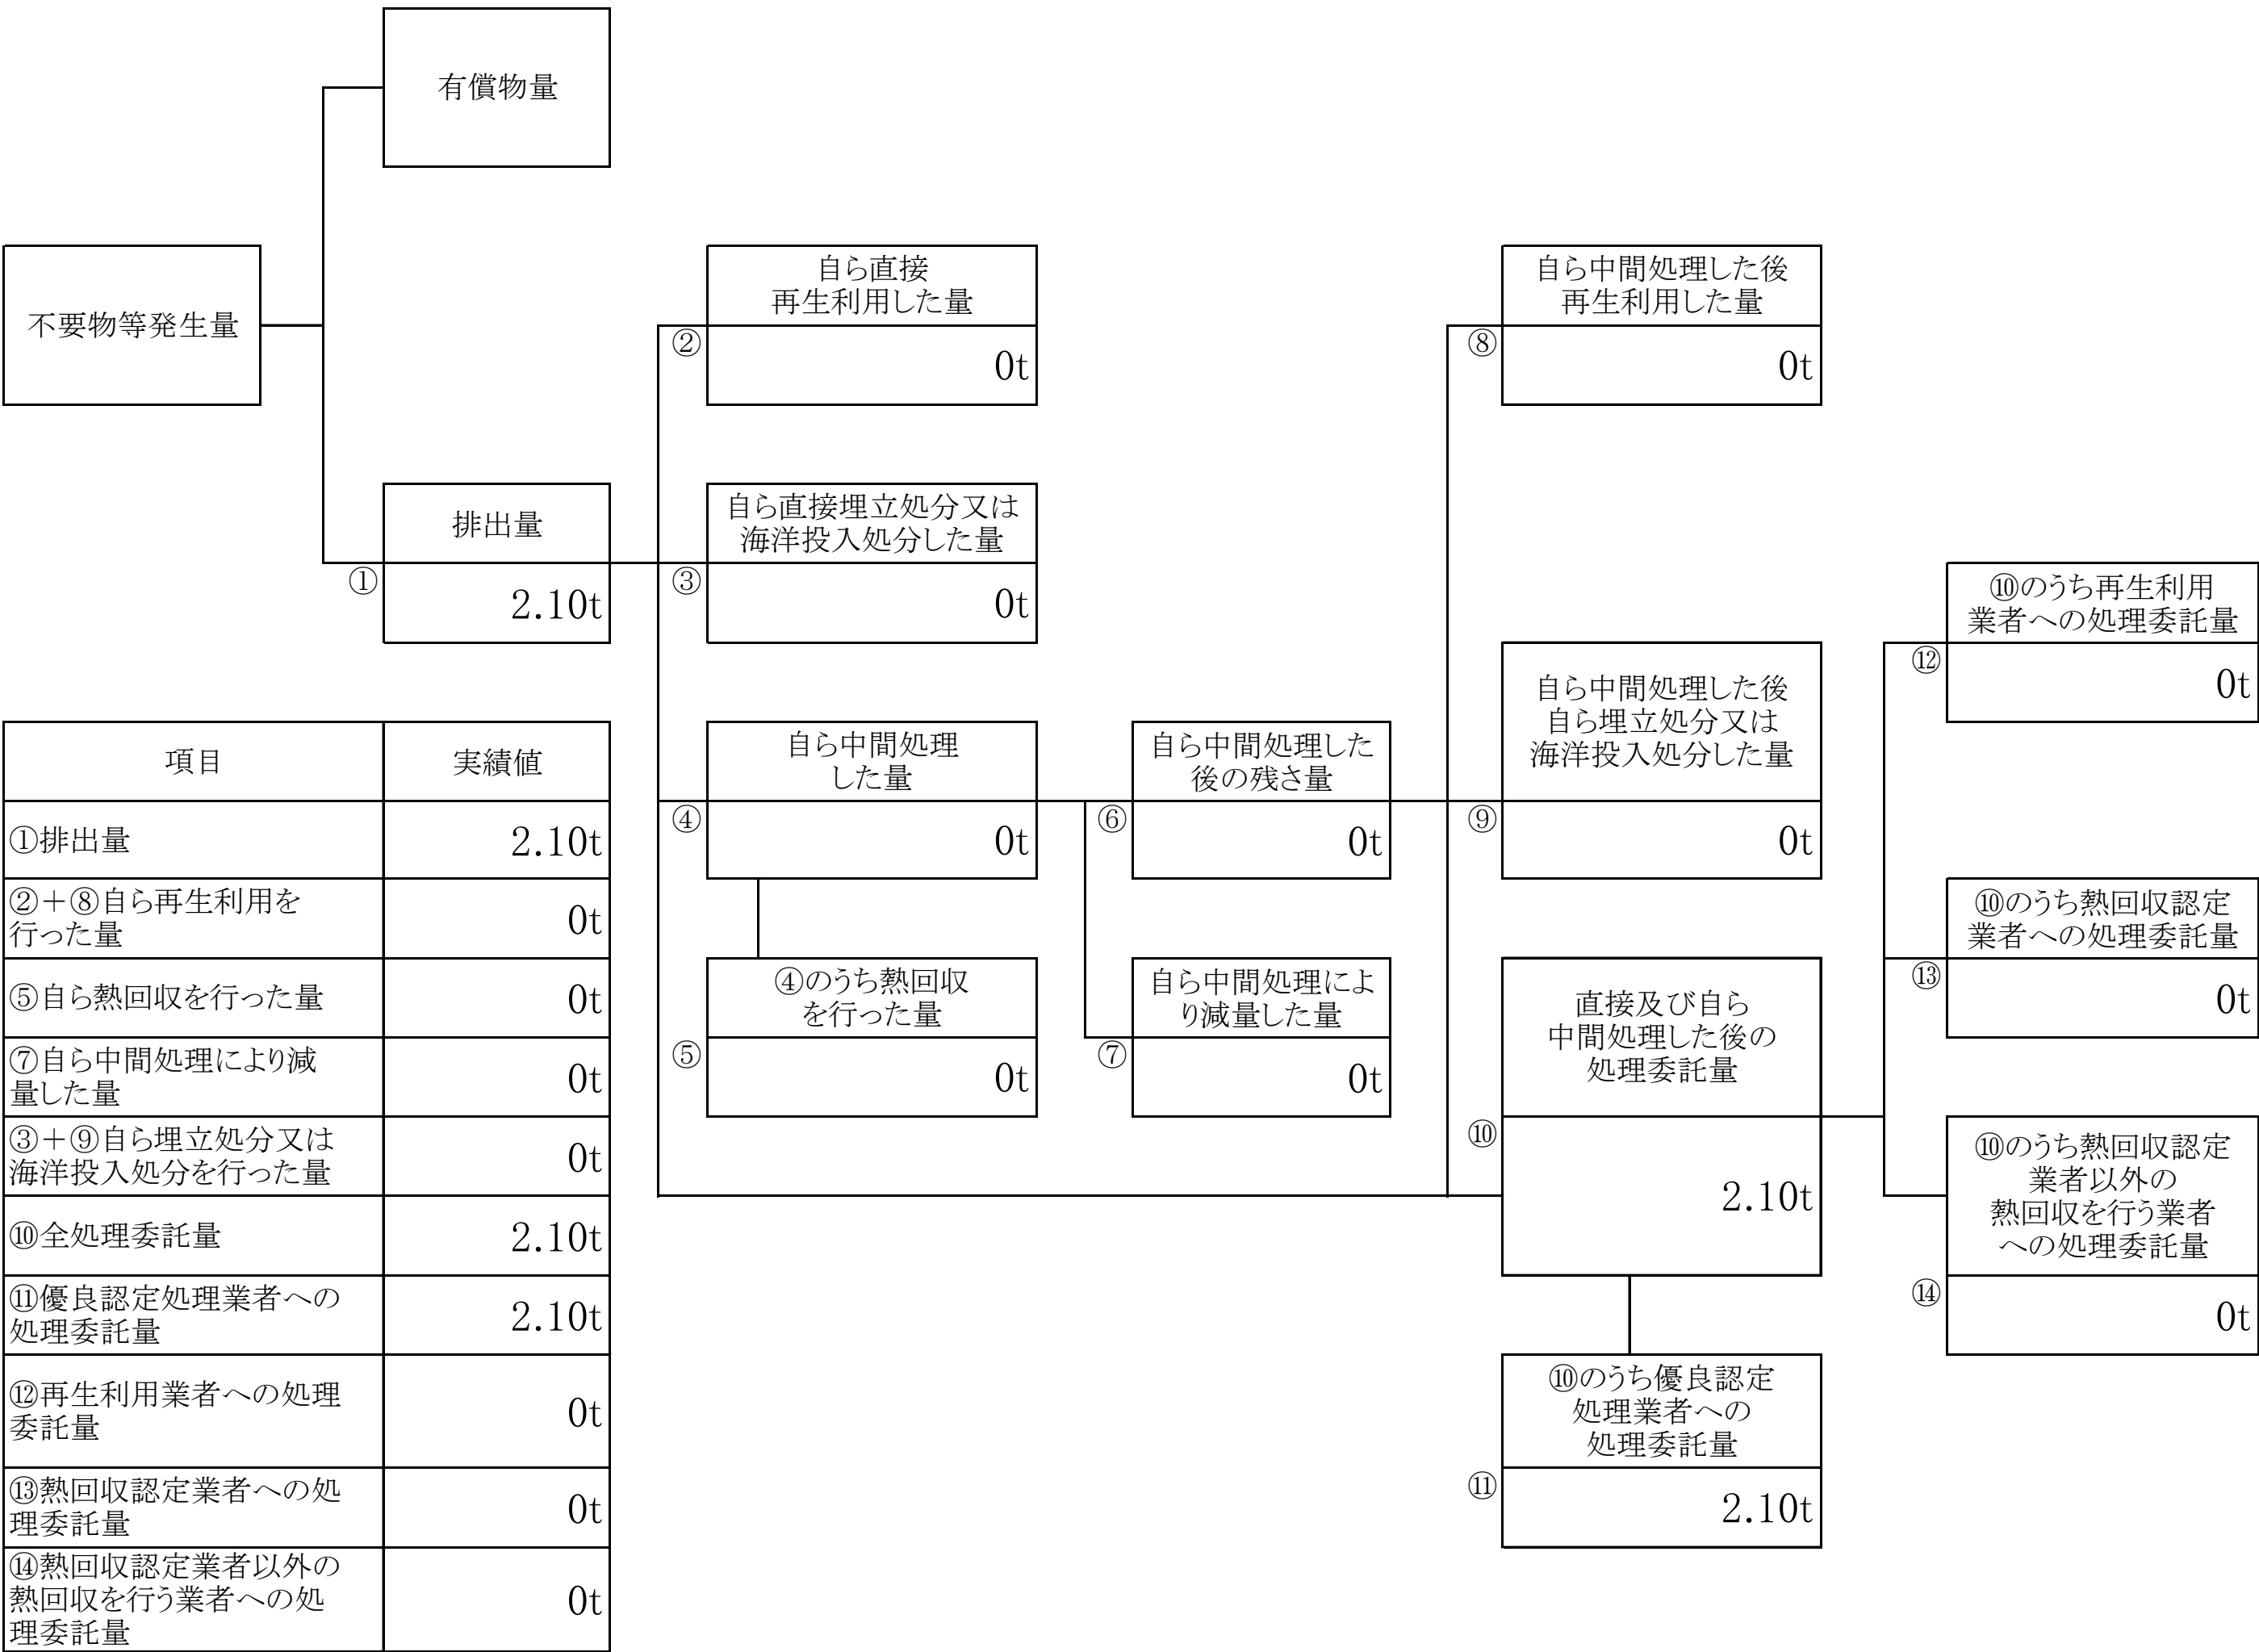 有償物量
不要物等発生量
自ら直接
再生利用した量
②
0t
自ら中間処理した後
再生利用した量
⑧
0t
排出量
①
2.10t
自ら直接埋立処分又は
海洋投入処分した量
③
0t
⑩のうち再生利用
業者への処理委託量
⑫
0t
自ら中間処理
した量
④
0t
自ら中間処理した
後の残さ量
⑥
0t
自ら中間処理した後
自ら埋立処分又は
海洋投入処分した量
⑨
0t
⑩のうち熱回収認定
業者への処理委託量
⑬
0t
④のうち熱回収
を行った量
⑤
0t
自ら中間処理によ
り減量した量
⑦
0t
直接及び自ら
中間処理した後の
処理委託量
⑩
2.10t
⑩のうち熱回収認定
業者以外の
熱回収を行う業者
への処理委託量
⑭
0t
⑩のうち優良認定
処理業者への
処理委託量
⑪
2.10t
項目 実績値
①排出量 2.10t
②+⑧自ら再生利用を
行った量 0t
⑤自ら熱回収を行った量 0t
⑦自ら中間処理により減
量した量 0t
③+⑨自ら埋立処分又は
海洋投入処分を行った量 0t
⑩全処理委託量 2.10t
⑪優良認定処理業者への
処理委託量 2.10t
⑫再生利用業者への処理
委託量 0t
⑬熱回収認定業者への処
理委託量 0t
⑭熱回収認定業者以外の
熱回収を行う業者への処
理委託量 0t